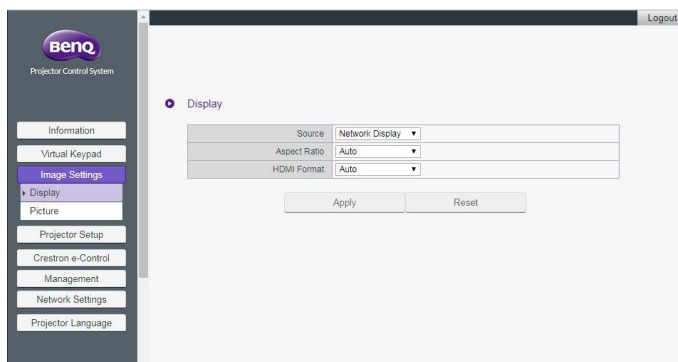 Logout
BenQ
Projector Control System
Information
Virtual Keypad
Image Settings
Display
Picture
Projector Setup
Crestron e-Control
Management
Network Settings
Projector Language
Display
Source Network Display
Aspect Ratio Auto
HDMI Format Auto
Apply Reset